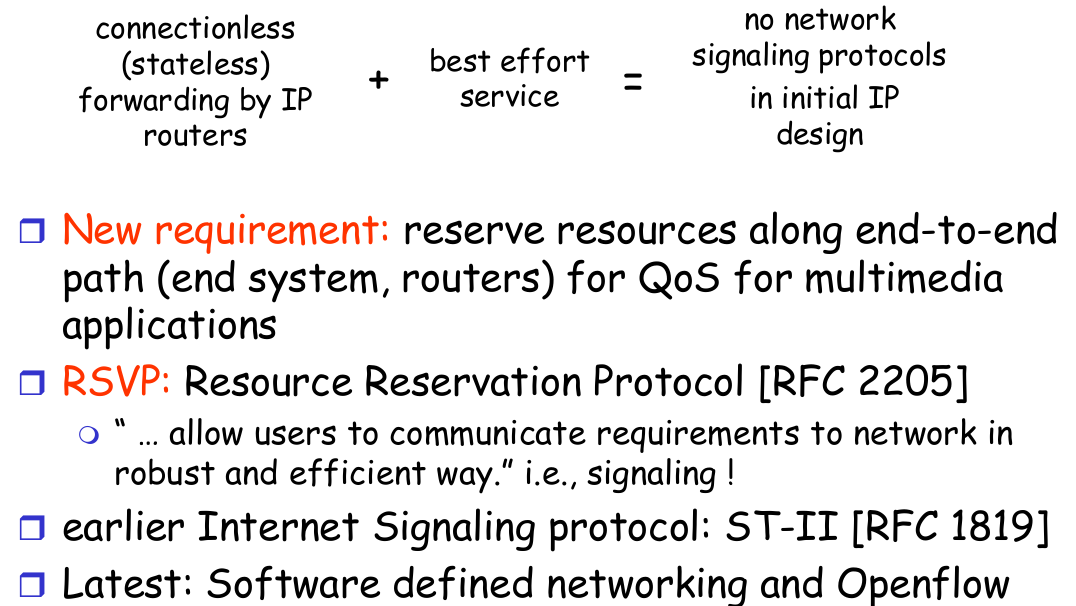 connectionless
(stateless)
forwarding by IP
routers
+
best effort
service
=
no network
signaling protocols
in initial IP
design
New requirement: reserve resources along end-to-end
path (end system, routers) for QoS for multimedia
applications
RSVP: Resource Reservation Protocol [RFC 2205]
“ … allow users to communicate requirements to network in
robust and efficient way.” i.e., signaling !
earlier Internet Signaling protocol: ST-II [RFC 1819]
Latest: Software defined networking and Openflow